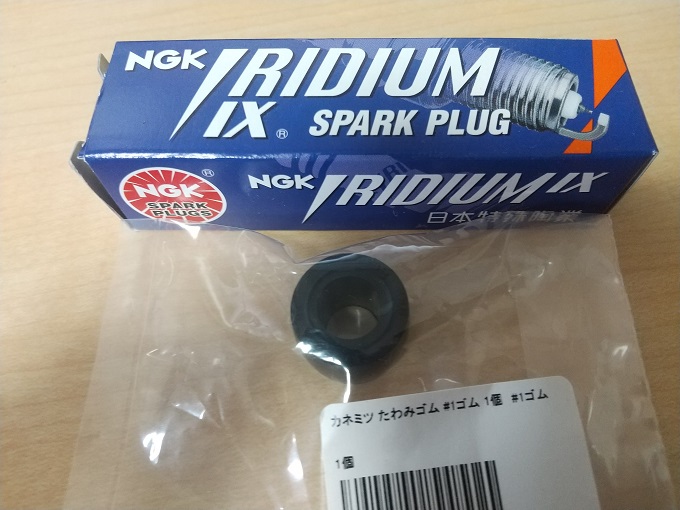 NGK IRIDIUM
IX ®
SPARK PLUG
NGK ®
SPARK PLUGS
NGK IRIDIUM IX
日本特殊陶業
カネミツ たわみゴム #1ゴム 1個 #1ゴム
1個